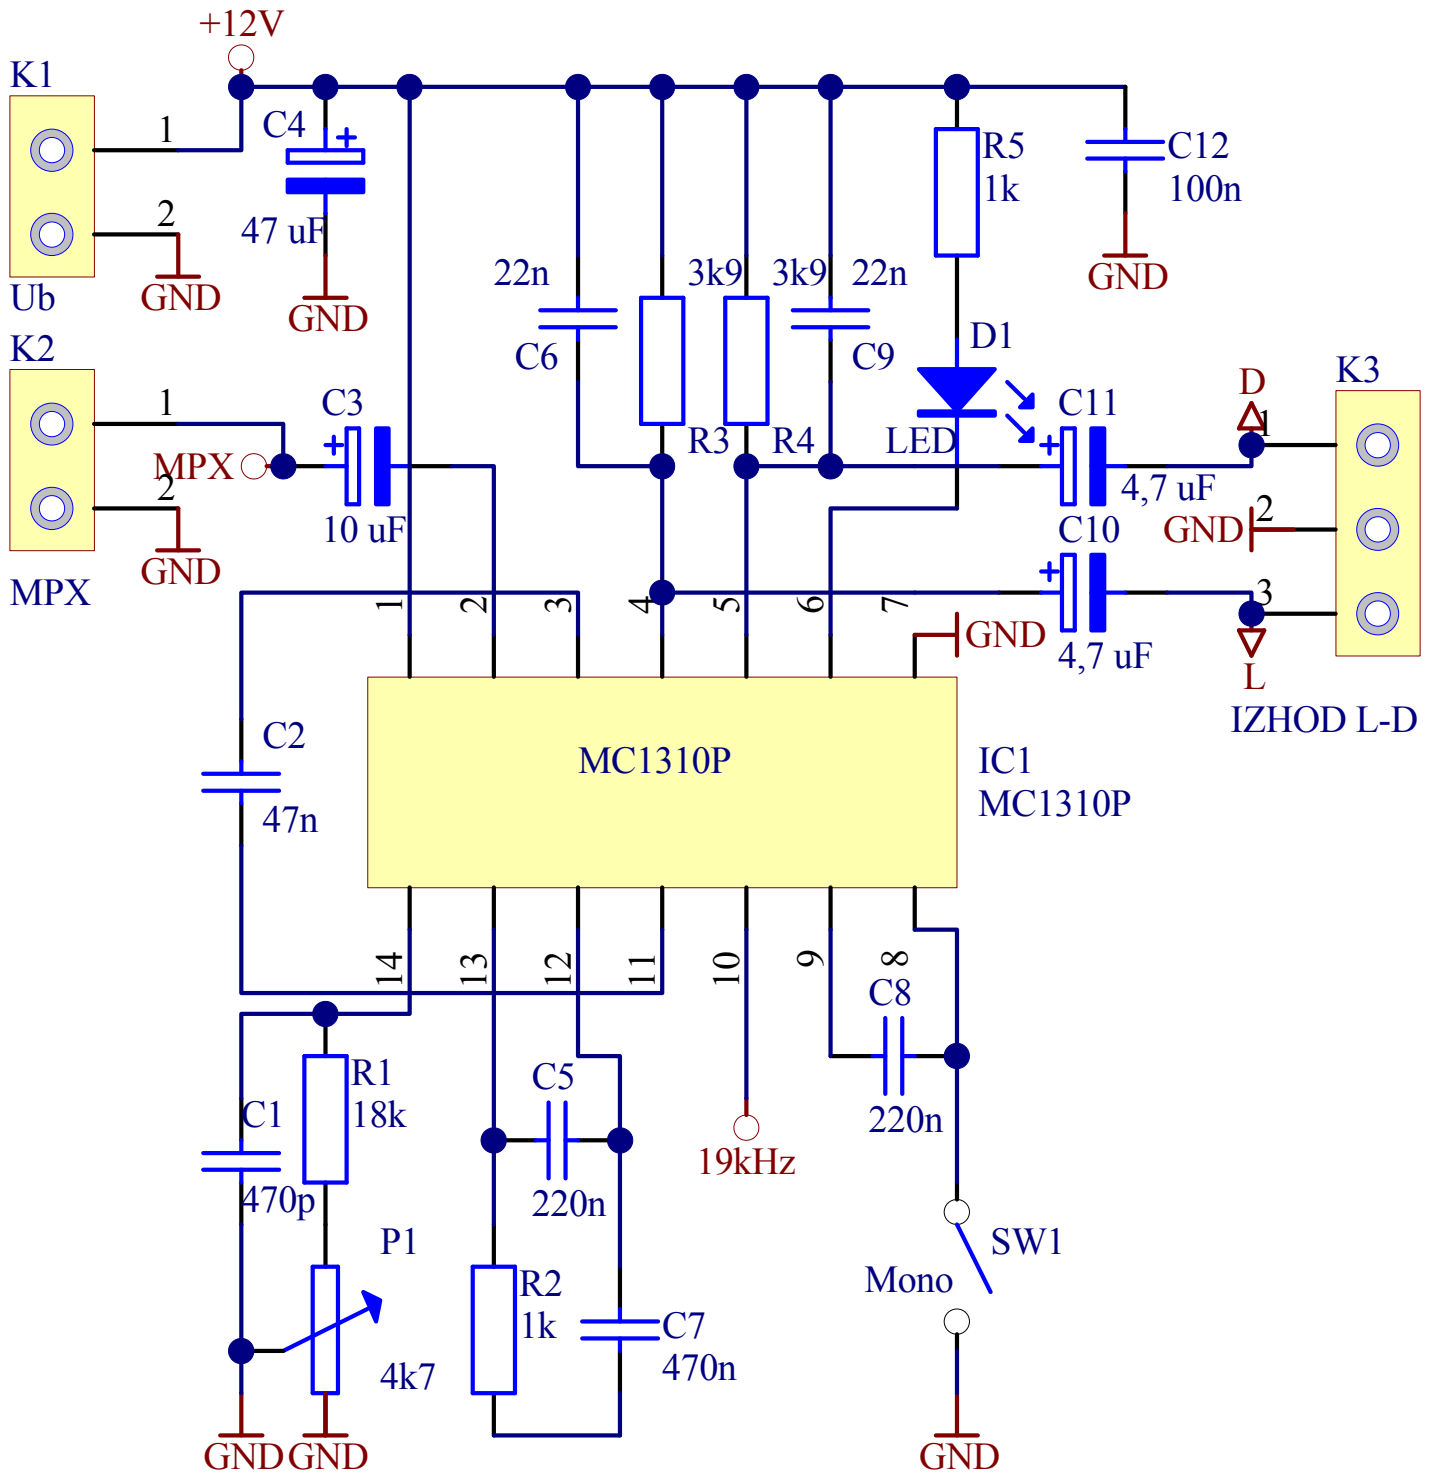 +12V
K1
1
2
Ub
GND
C4
+
47 uF
GND
R5
1k
C12
100n
GND
22n
C6
3k9
R3
3k9
R4
22n
C9
D1
LED
K2
1
MPX
2
GND
MPX
C3
+
10 uF
C11
+
4,7 uF
C10
+
4,7 uF
D
1
GND
2
3
L
K3
IZHOD L-D
1
2
3
4
5
6
7
GND
MC1310P
IC1
MC1310P
C2
47n
14
13
12
11
10
9
8
C8
220n
R1
18k
C1
470p
C5
220n
19kHz
P1
4k7
R2
1k
C7
470n
SW1
Mono
GND
GND
GND